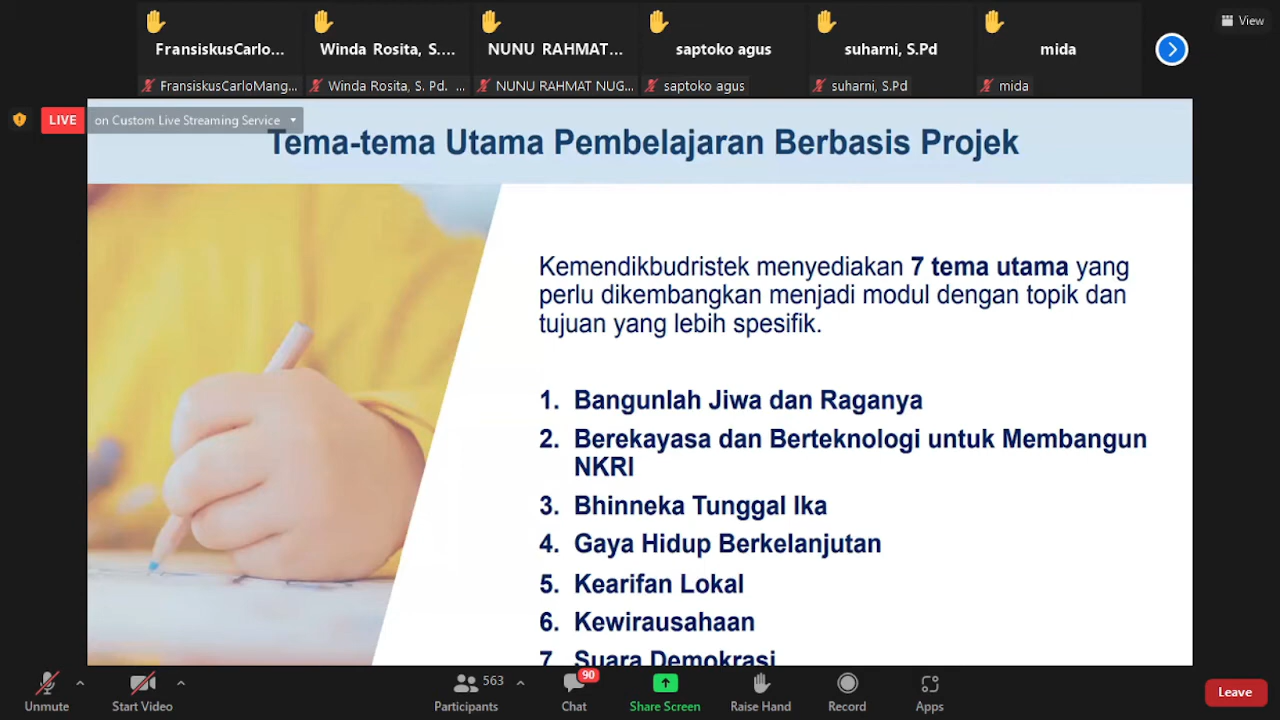 FransiskusCarlo...
Winda Rosita, S....
NUNU RAHMAT...
saptoko agus
suharni, S.Pd
mida
View
FransiskusCarloMang...
Winda Rosita, S. Pd. ...
NUNU RAHMAT NUG...
saptoko agus
suharni, S.Pd
mida
LIVE
on Custom Live Streaming Service
Tema-tema Utama Pembelajaran Berbasis Projek
Kemendikbudristek menyediakan 7 tema utama yang
perlu dikembangkan menjadi modul dengan topik dan
tujuan yang lebih spesifik.
1. Bangunlah Jiwa dan Raganya
2. Berekayasa dan Berteknologi untuk Membangun
NKRI
3. Bhinneka Tunggal Ika
4. Gaya Hidup Berkelanjutan
5. Kearifan Lokal
6. Kewirausahaan
7. Suara Demokrasi
Unmute
Start Video
563
Participants
90
Chat
Share Screen
Raise Hand
Record
Apps
Leave